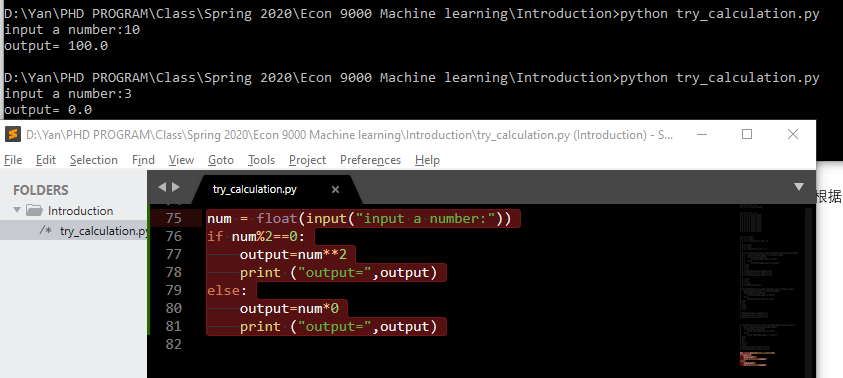 D:\Yan\PHD PROGRAM\Class\Spring 2020\Econ 9000 Machine learning\Introduction>python try_calculation.py
input a number:10
output= 100.0
D:\Yan\PHD PROGRAM\Class\Spring 2020\Econ 9000 Machine learning\Introduction>python try_calculation.py
input a number:3
output= 0.0
D:\Yan\PHD PROGRAM\Class\Spring 2020\Econ 9000 Machine learning\Introduction\try_calculation.py (Introduction) - S...
File Edit Selection Find View Goto Tools Project Preferences Help
根据
FOLDERS
Introduction
/* try_calculation.py
try_calculation.py
75 num = float(input("input a number:"))
76 if num%2==0:
77 output=num**2
78 print ("output=",output)
79 else:
80 output=num*0
81 print ("output=",output)
82